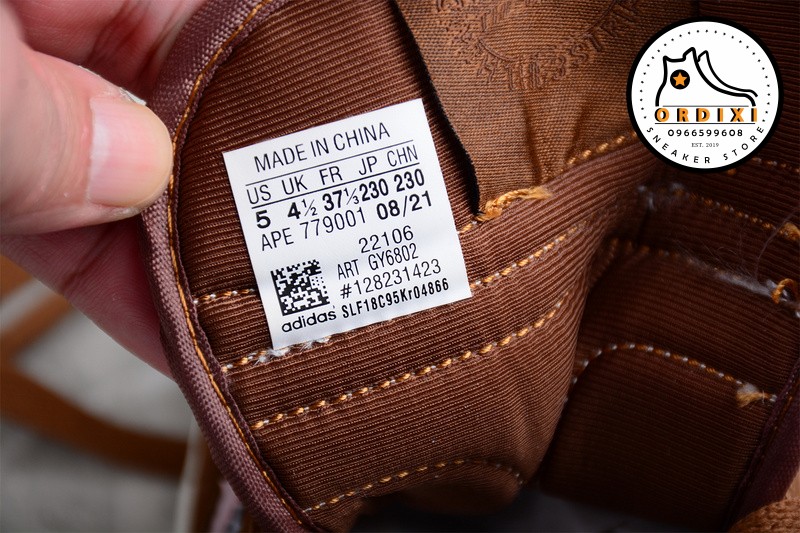 MADE IN CHINA
US UK FR JP CHN
5 4½ 37⅓ 230 230
APE 779001 08/21
22106
ART GY6802
#128231423
adidas SLF18C95Kr04866
ORDIXI
0966599608
EST. 2019
SNEAKER STORE